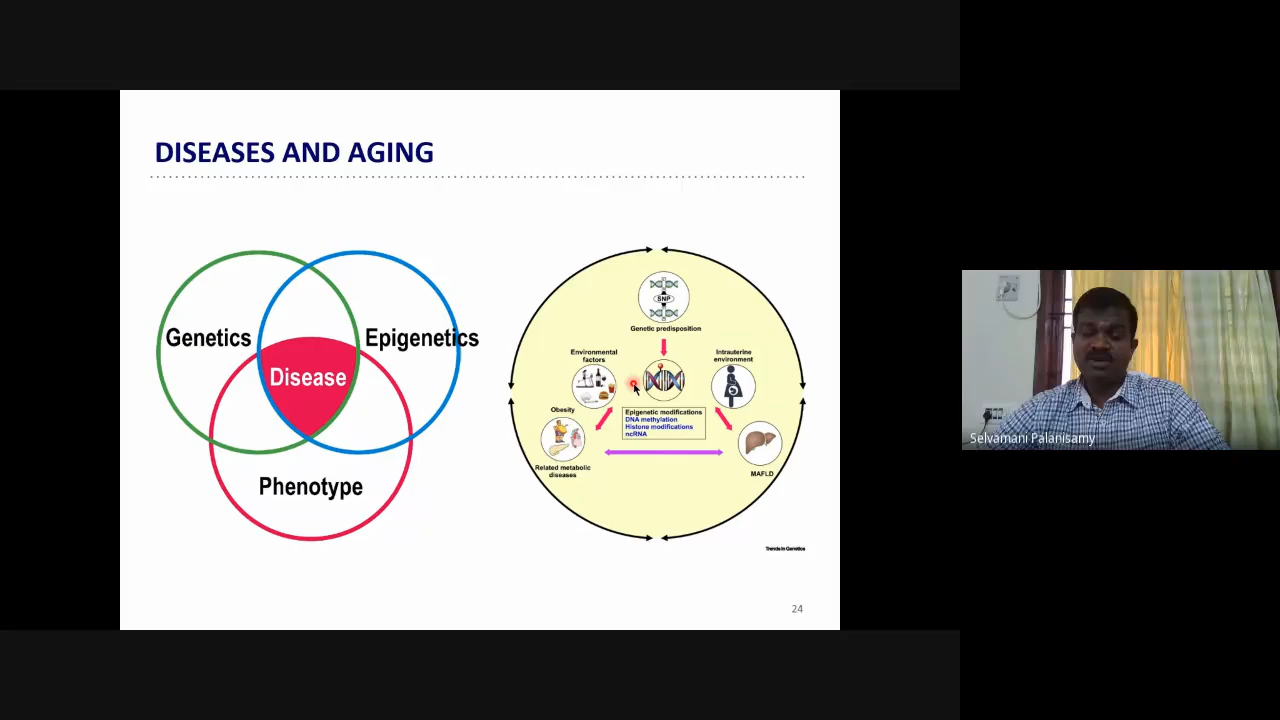 DISEASES AND AGING
Genetics
Epigenetics
Disease
Phenotype
SNP
Genetic predisposition
Environmental
factors
Intrauterine
environment
Epigenetic modifications
DNA methylation
Histone modifications
ncRNA
Obesity
Related metabolic
diseases
MAFLD
Trends in Genetics
24
Selvamani Palanisamy